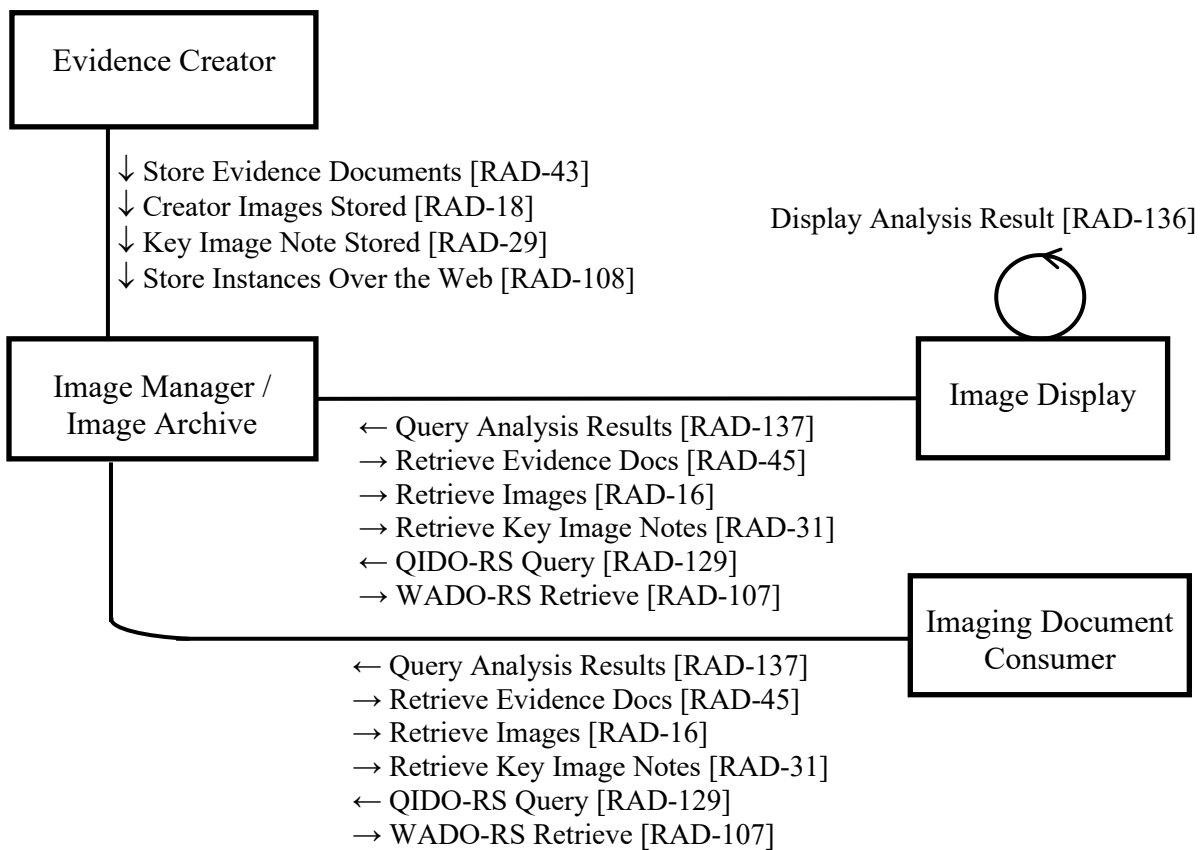 Evidence Creator
↓ Store Evidence Documents [RAD-43]
↓ Creator Images Stored [RAD-18]
↓ Key Image Note Stored [RAD-29]
↓ Store Instances Over the Web [RAD-108]
Display Analysis Result [RAD-136]
Image Manager /
Image Archive
Image Display
← Query Analysis Results [RAD-137]
→ Retrieve Evidence Docs [RAD-45]
→ Retrieve Images [RAD-16]
→ Retrieve Key Image Notes [RAD-31]
← QIDO-RS Query [RAD-129]
→ WADO-RS Retrieve [RAD-107]
Imaging Document
Consumer
← Query Analysis Results [RAD-137]
→ Retrieve Evidence Docs [RAD-45]
→ Retrieve Images [RAD-16]
→ Retrieve Key Image Notes [RAD-31]
← QIDO-RS Query [RAD-129]
→ WADO-RS Retrieve [RAD-107]